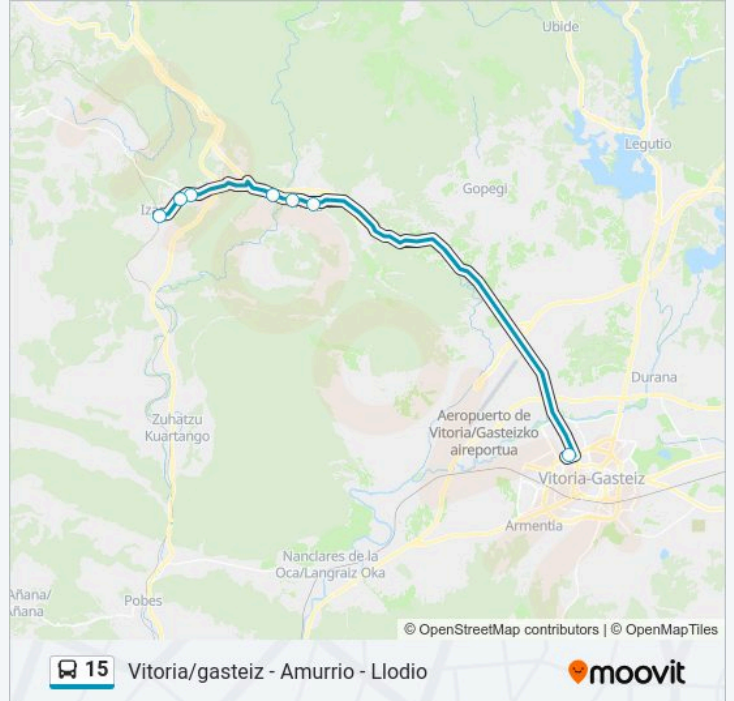 Ubide
Legutio
Gopegi
Iza
Durana
Aeropuerto de
Vitoria/Gasteizko
aireportua
Zuhatzu
Kuartango
Vitoria-Gasteiz
Armentia
Nanclares de la
Oca/Langraiz Oka
Añana/
Añana
Pobes
© OpenStreetMap contributors | © OpenMapTiles
15 Vitoria/gasteiz - Amurrio - Llodio
moovit